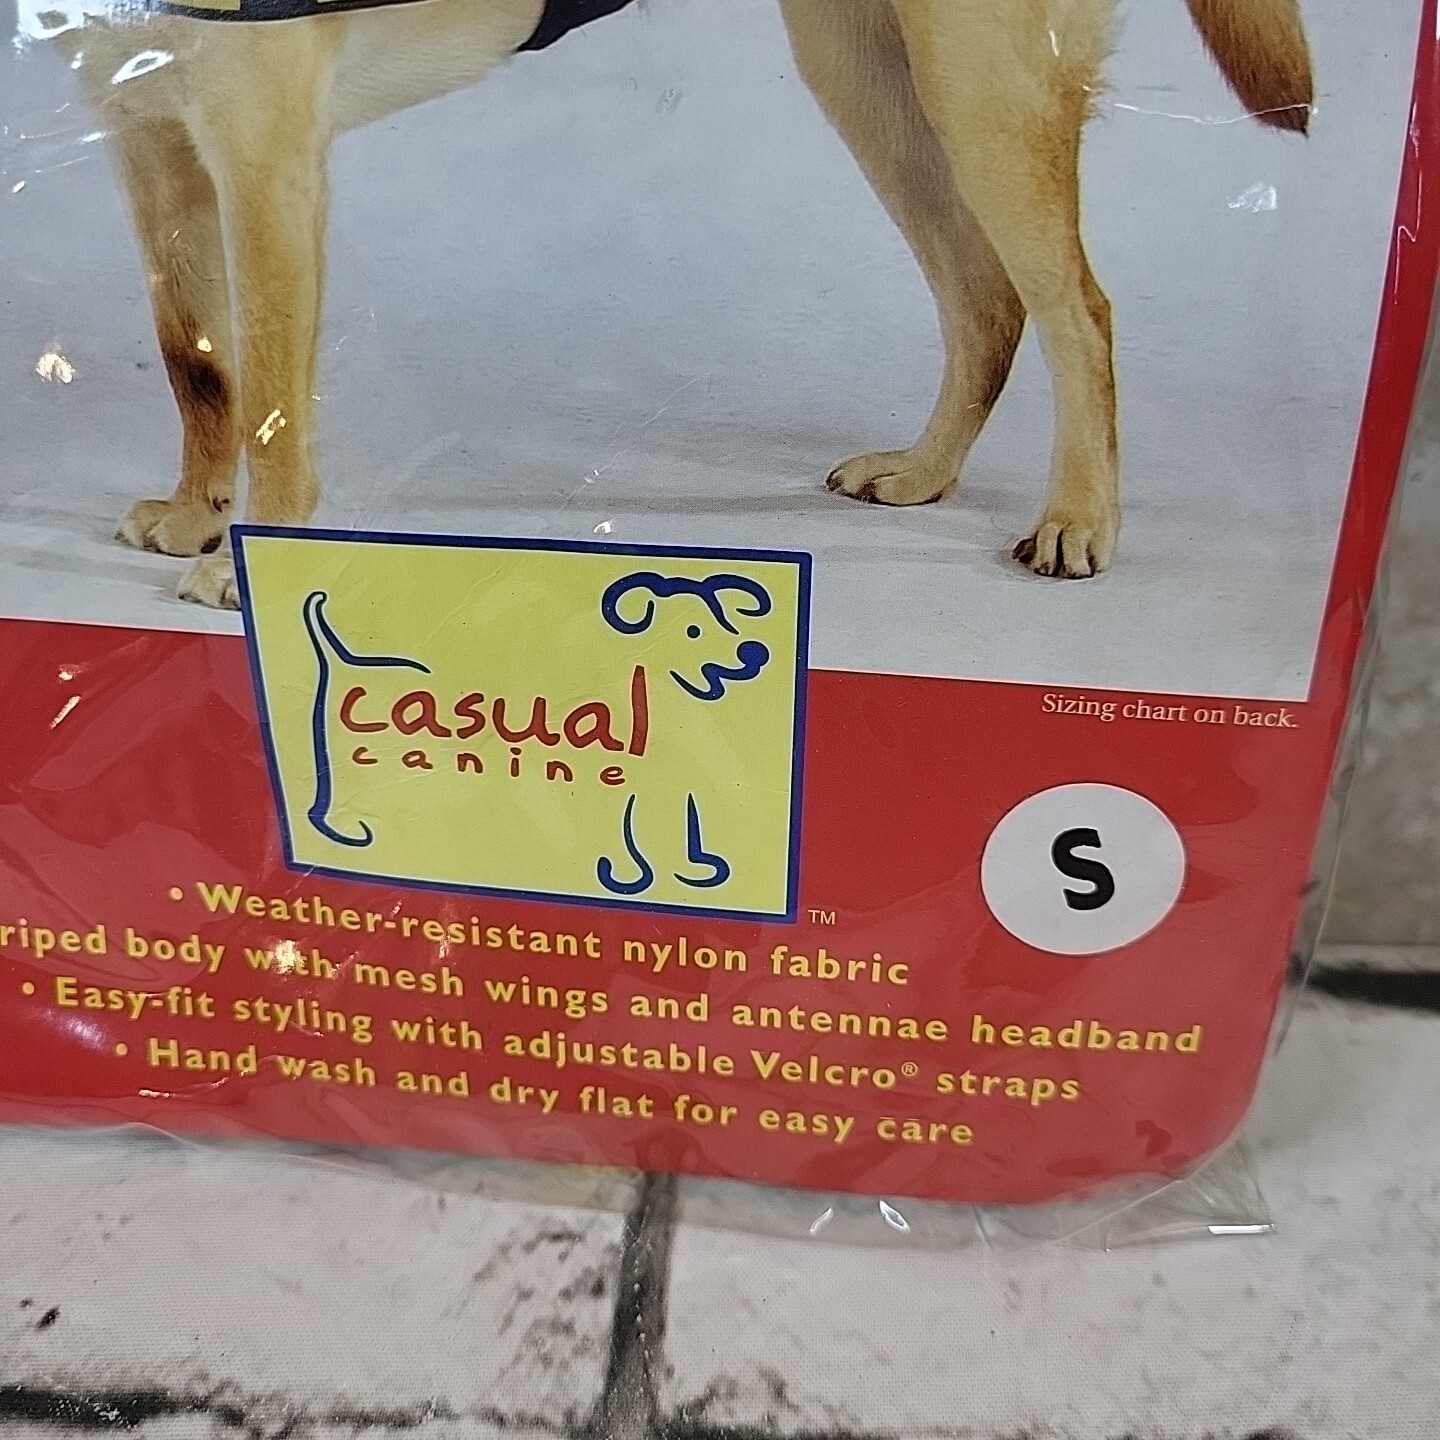 casual
canine
TM
Sizing chart on back.
S
• Weather-resistant nylon fabric
body with mesh wings and antennae headband
• Easy-fit styling with adjustable Velcro® straps
• Hand wash and dry flat for easy care